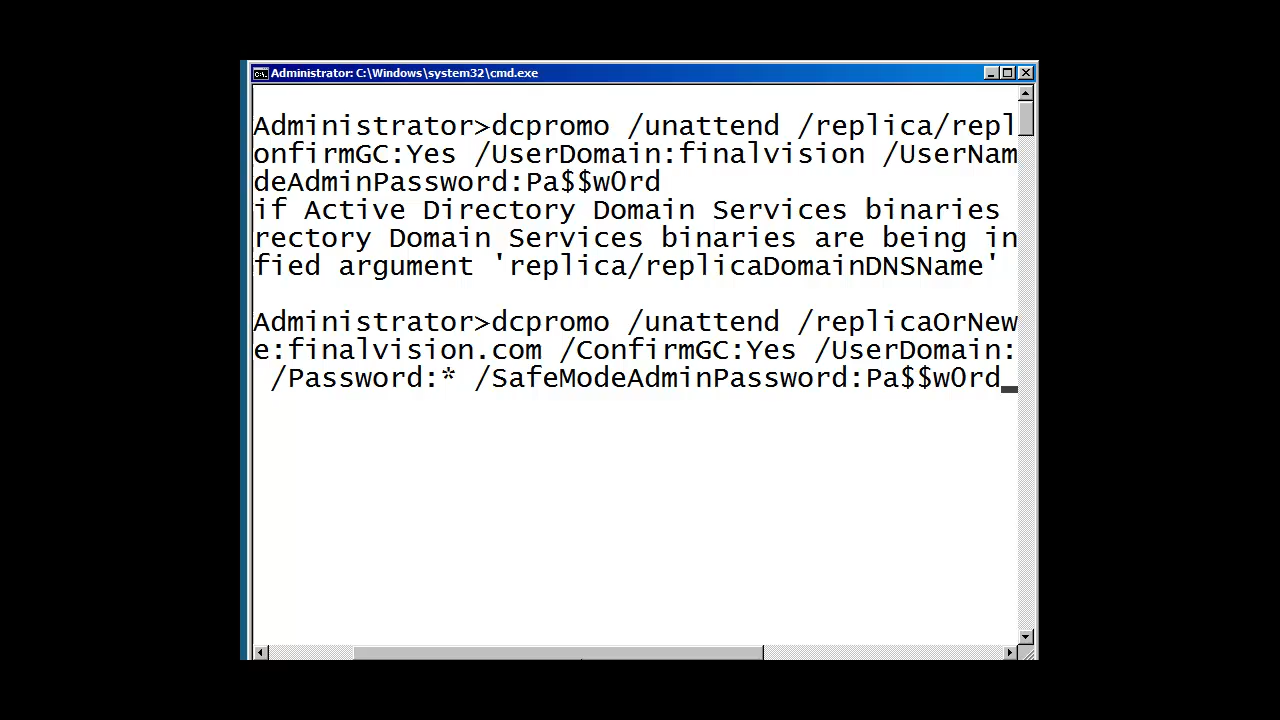 Administrator: C:\Windows\system32\cmd.exe
Administrator>dcpromo /unattend /replica/repl
onfirmGC:Yes /UserDomain:finalvision /UserNam
deAdminPassword:Pa$$w0rd
if Active Directory Domain Services binaries
rectory Domain Services binaries are being in
fied argument 'replica/replicaDomainDNSName'
Administrator>dcpromo /unattend /replicaOrNew
e:finalvision.com /ConfirmGC:Yes /UserDomain:
/Password:* /SafeModeAdminPassword:Pa$$w0rd_